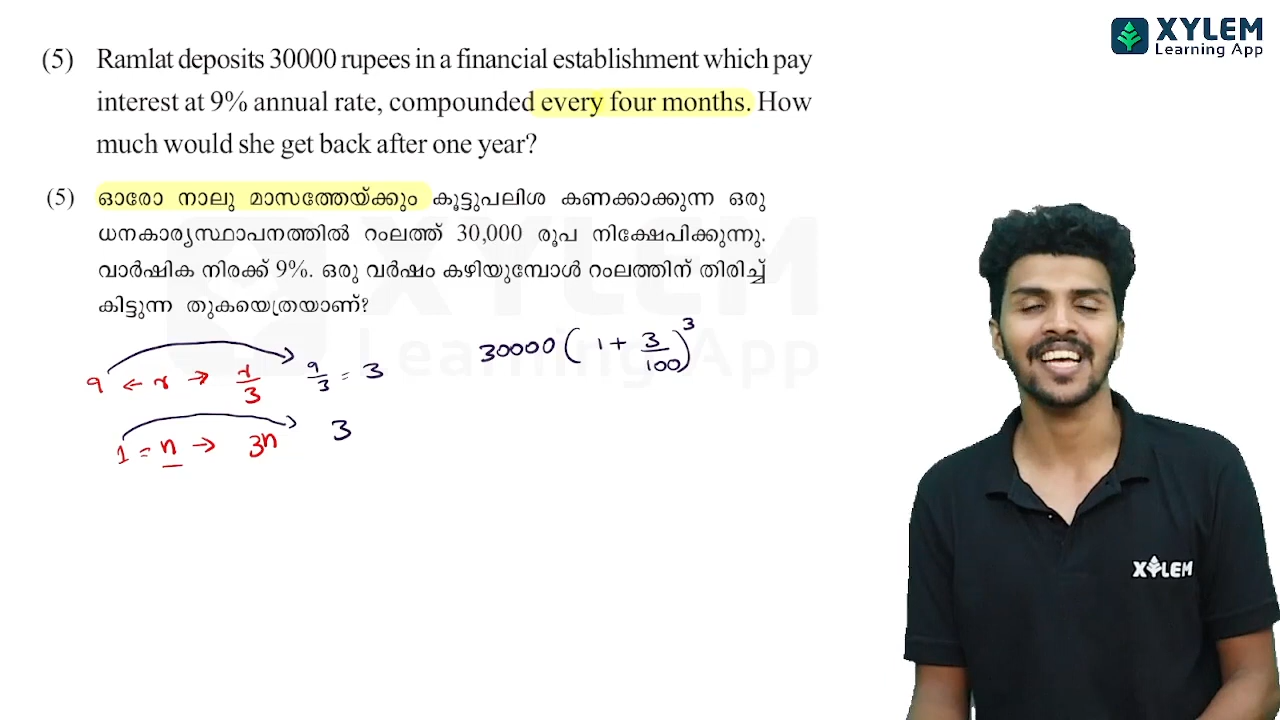 XYLEM
Learning App
(5) Ramlat deposits 30000 rupees in a financial establishment which pay
interest at 9% annual rate, compounded every four months. How
much would she get back after one year?
(5) ഓരോ നാലു മാസത്തേയ്ക്കും കൂട്ടുപലിശ കണക്കാക്കുന്ന ഒരു
ധനകാര്യസ്ഥാപനത്തിൽ റംലത്ത് 30,000 രൂപ നിക്ഷേപിക്കുന്നു.
വാർഷിക നിരക്ക് 9%. ഒരു വർഷം കഴിയുമ്പോൾ റംലത്തിന് തിരിച്ച്
കിട്ടുന്ന തുകയെത്രയാണ്?
XYLEM
Learning App
30000 ( 1 + 3/100 )^3
9 ← r → r/3 9/3 = 3
1 = n → 3n 3
XYLEM